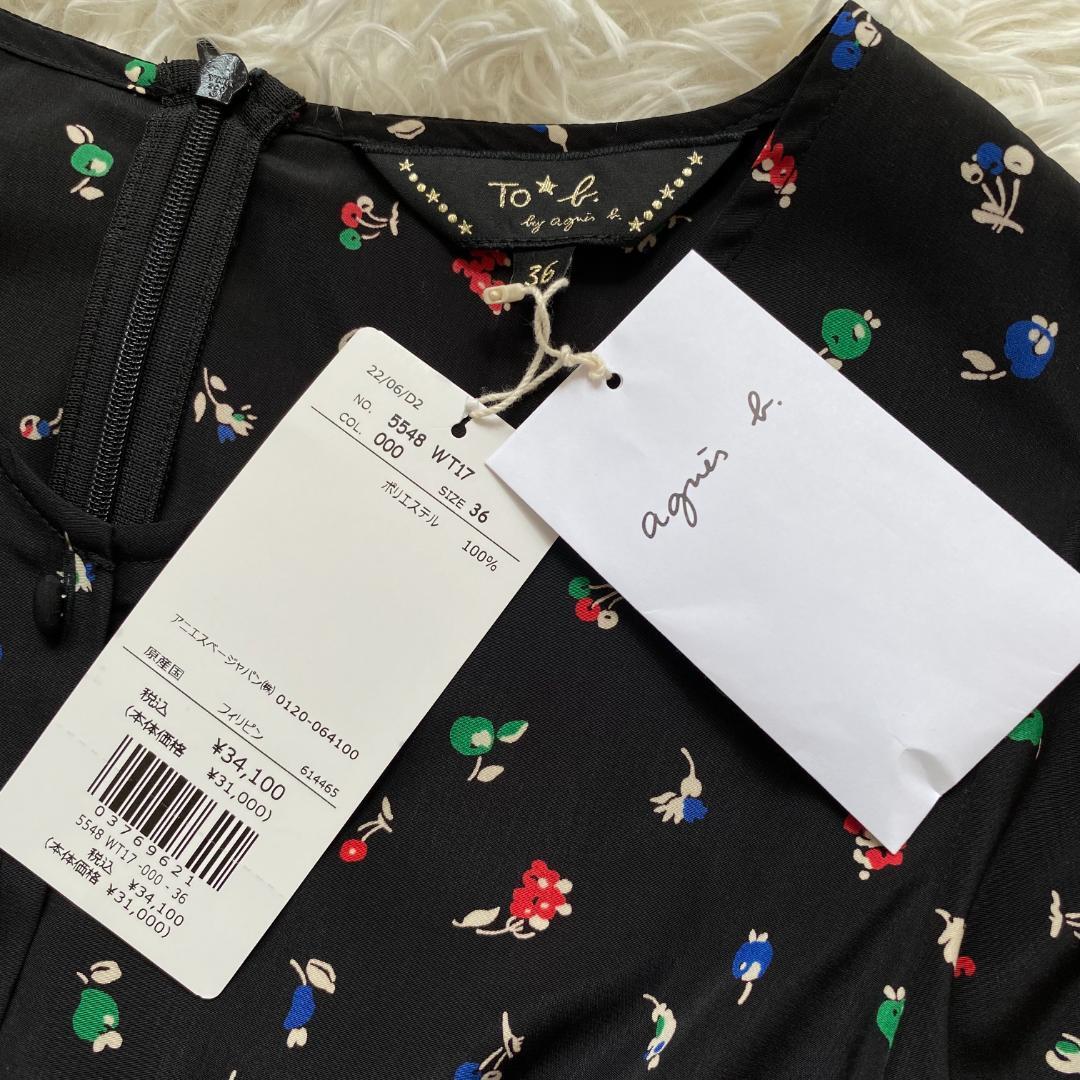 TO★b.
by agnès b.
36
22/06/D2
NO. 5548 WT17
COL. 000 SIZE 36
ポリエステル 100%
アニエスベージャパン㈱ 0120-064100
原産国 フィリピン 614465
税込 ¥34,100
(本体価格 ¥31,000)
03769621
5548 WT17 -000 - 36
税込 ¥34,100
(本体価格 ¥31,000)
agnès b.